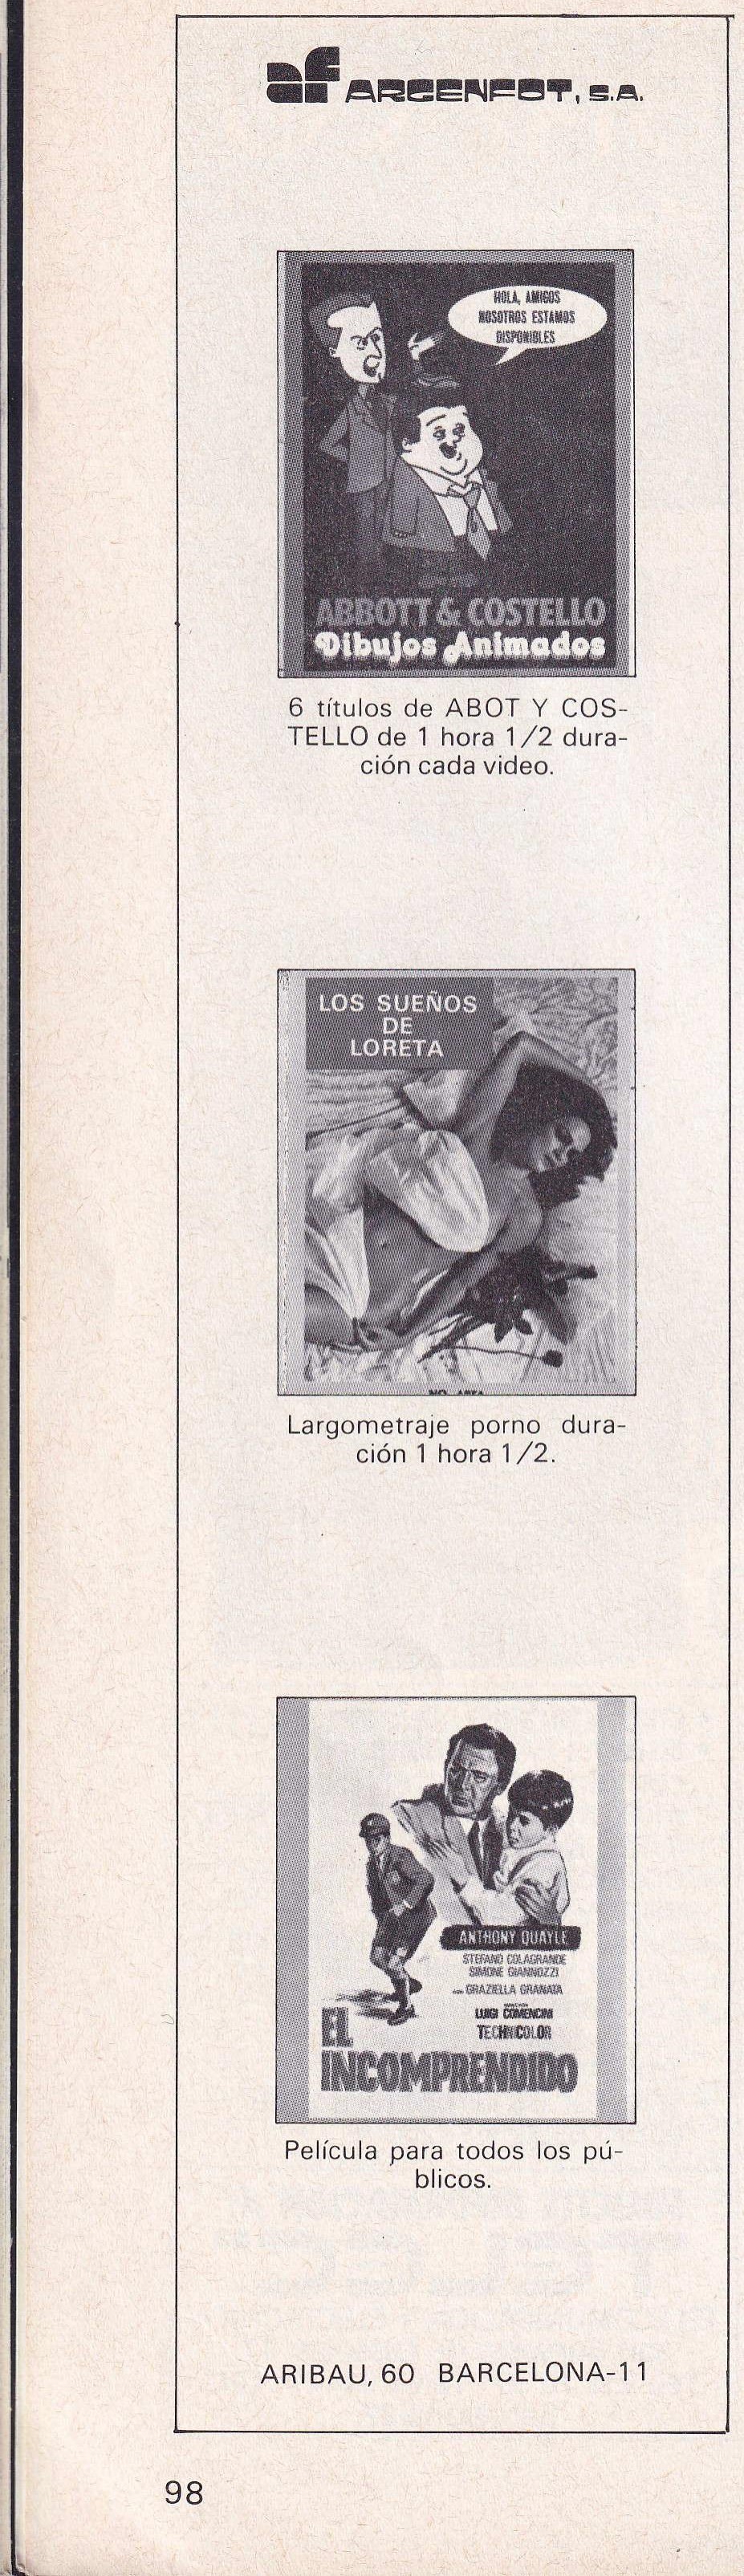 af ARGENFOT, S.A.
HOLA, AMIGOS
NOSOTROS ESTAMOS
DISPONIBLES
ABBOTT & COSTELLO
Dibujos Animados
6 títulos de ABOT Y COS-
TELLO de 1 hora 1/2 dura-
ción cada video.
LOS SUEÑOS
DE
LORETA
Largometraje porno dura-
ción 1 hora 1/2.
ANTHONY QUAYLE
STEFANO COLAGRANDE
SIMONE GIANNOZZI
GRAZIELLA GRANATA
LUIGI COMENCINI
TECHNICOLOR
EL
INCOMPRENDIDO
Película para todos los pú-
blicos.
ARIBAU, 60 BARCELONA-11
98